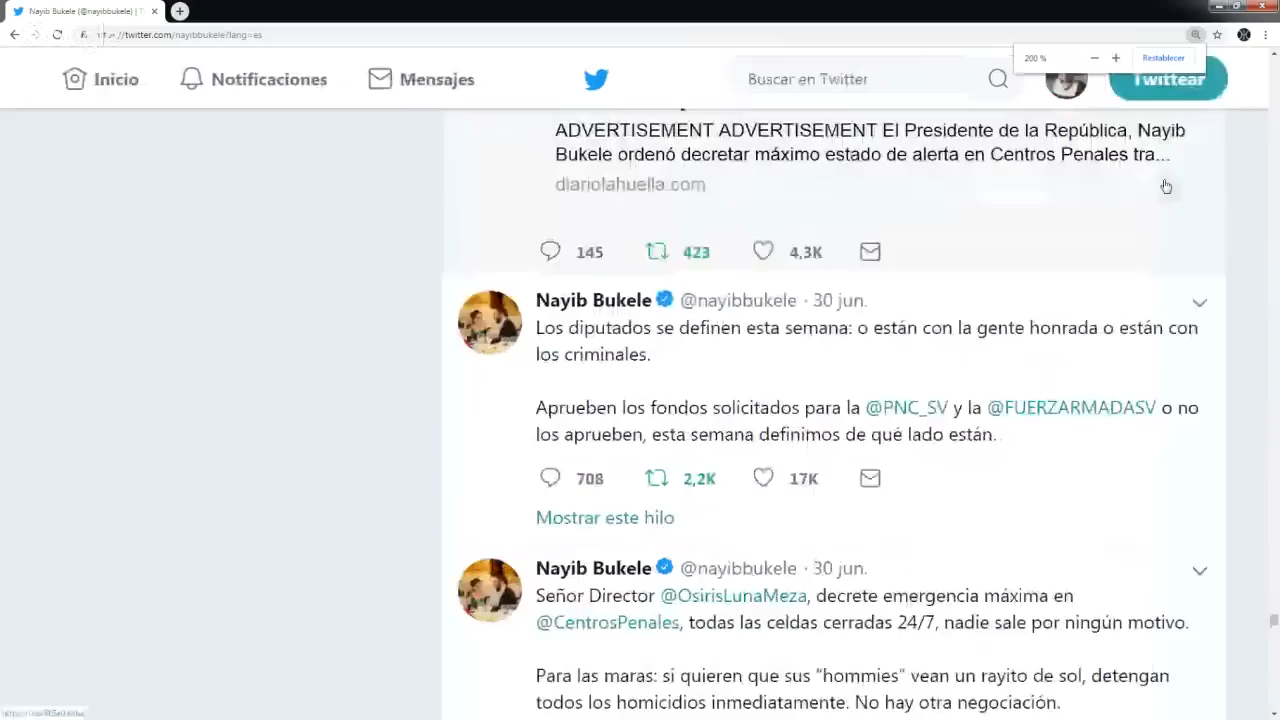 Nayib Bukele (@nayibbukele) | T
twitter.com/nayibbukele?lang=es
200 %
Restablecer
Inicio
Notificaciones
Mensajes
Buscar en Twitter
Twittear
ADVERTISEMENT ADVERTISEMENT El Presidente de la República, Nayib
Bukele ordenó decretar máximo estado de alerta en Centros Penales tra...
diariolahuella.com
145 423 4,3K
Nayib Bukele @nayibbukele · 30 jun.
Los diputados se definen esta semana: o están con la gente honrada o están con
los criminales.
Aprueben los fondos solicitados para la @PNC_SV y la @FUERZARMADASV o no
los aprueben, esta semana definimos de qué lado están.
708 2,2K 17K
Mostrar este hilo
Nayib Bukele @nayibbukele · 30 jun.
Señor Director @OsirisLunaMeza, decrete emergencia máxima en
@CentrosPenales, todas las celdas cerradas 24/7, nadie sale por ningún motivo.
Para las maras: si quieren que sus “hommies” vean un rayito de sol, detengan
todos los homicidios inmediatamente. No hay otra negociación.